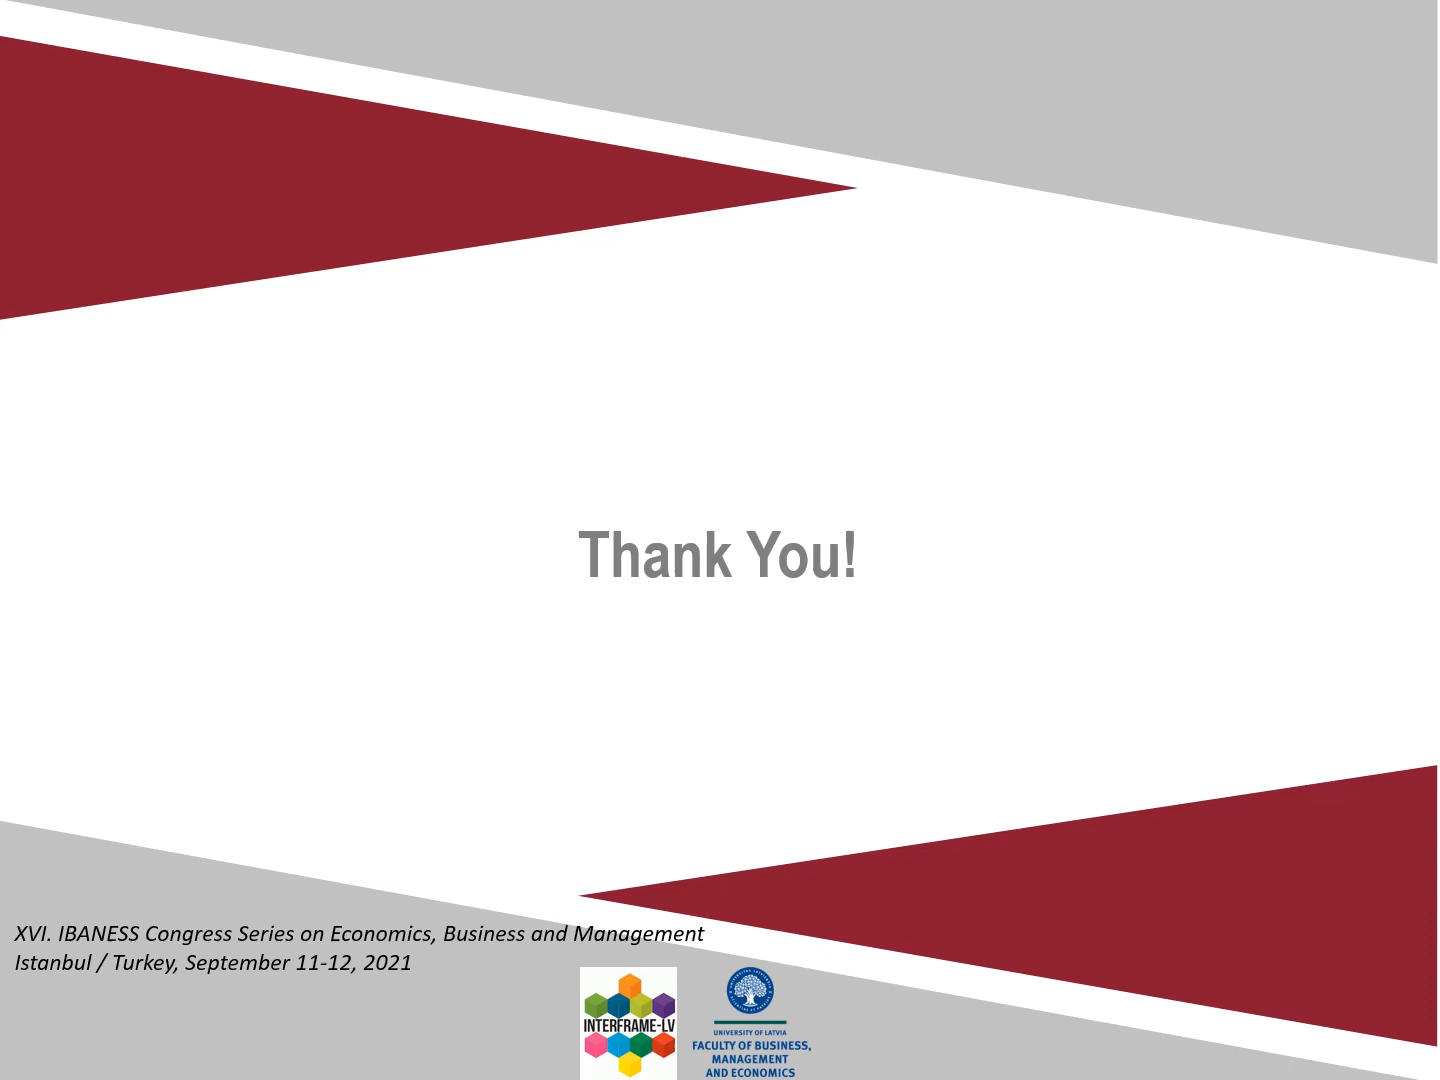 Thank You!
XVI. IBANESS Congress Series on Economics, Business and Management
Istanbul / Turkey, September 11-12, 2021
INTERFRAME-LV
UNIVERSITY OF LATVIA
FACULTY OF BUSINESS,
MANAGEMENT
AND ECONOMICS